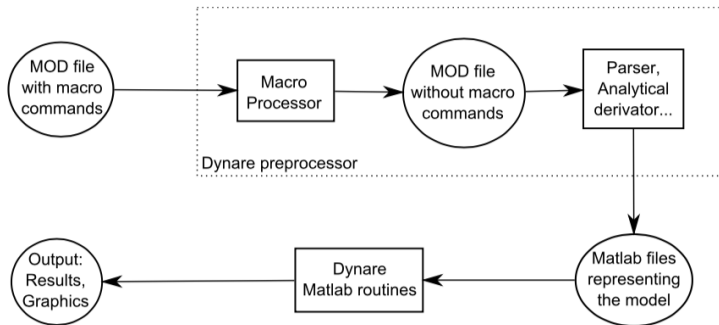 MOD file
with macro
commands
Macro
Processor
MOD file
without macro
commands
Parser,
Analytical
derivator...
Dynare preprocessor
Output:
Results,
Graphics
Dynare
Matlab routines
Matlab files
representing
the model